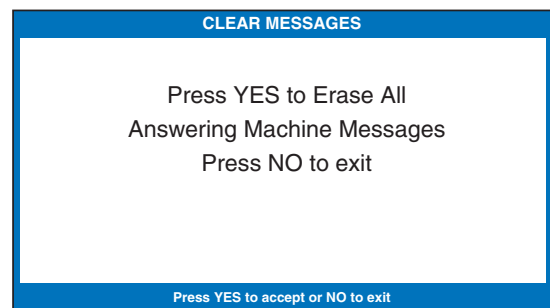 CLEAR MESSAGES
Press YES to Erase All
Answering Machine Messages
Press NO to exit
Press YES to accept or NO to exit